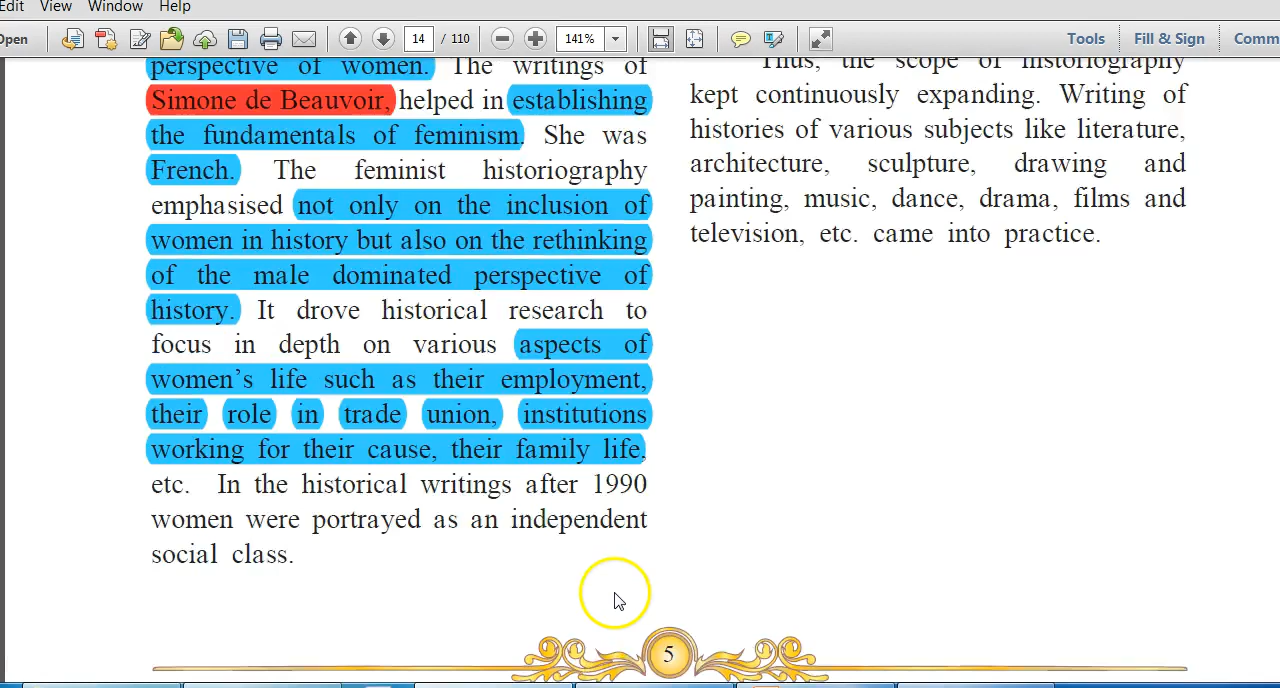 Edit View Window Help
Open 14 / 110 141% Tools Fill & Sign Comm
perspective of women. The writings of
Simone de Beauvoir, helped in establishing
the fundamentals of feminism. She was
French. The feminist historiography
emphasised not only on the inclusion of
women in history but also on the rethinking
of the male dominated perspective of
history. It drove historical research to
focus in depth on various aspects of
women's life such as their employment,
their role in trade union, institutions
working for their cause, their family life,
etc. In the historical writings after 1990
women were portrayed as an independent
social class.
Thus, the scope of historiography
kept continuously expanding. Writing of
histories of various subjects like literature,
architecture, sculpture, drawing and
painting, music, dance, drama, films and
television, etc. came into practice.
5